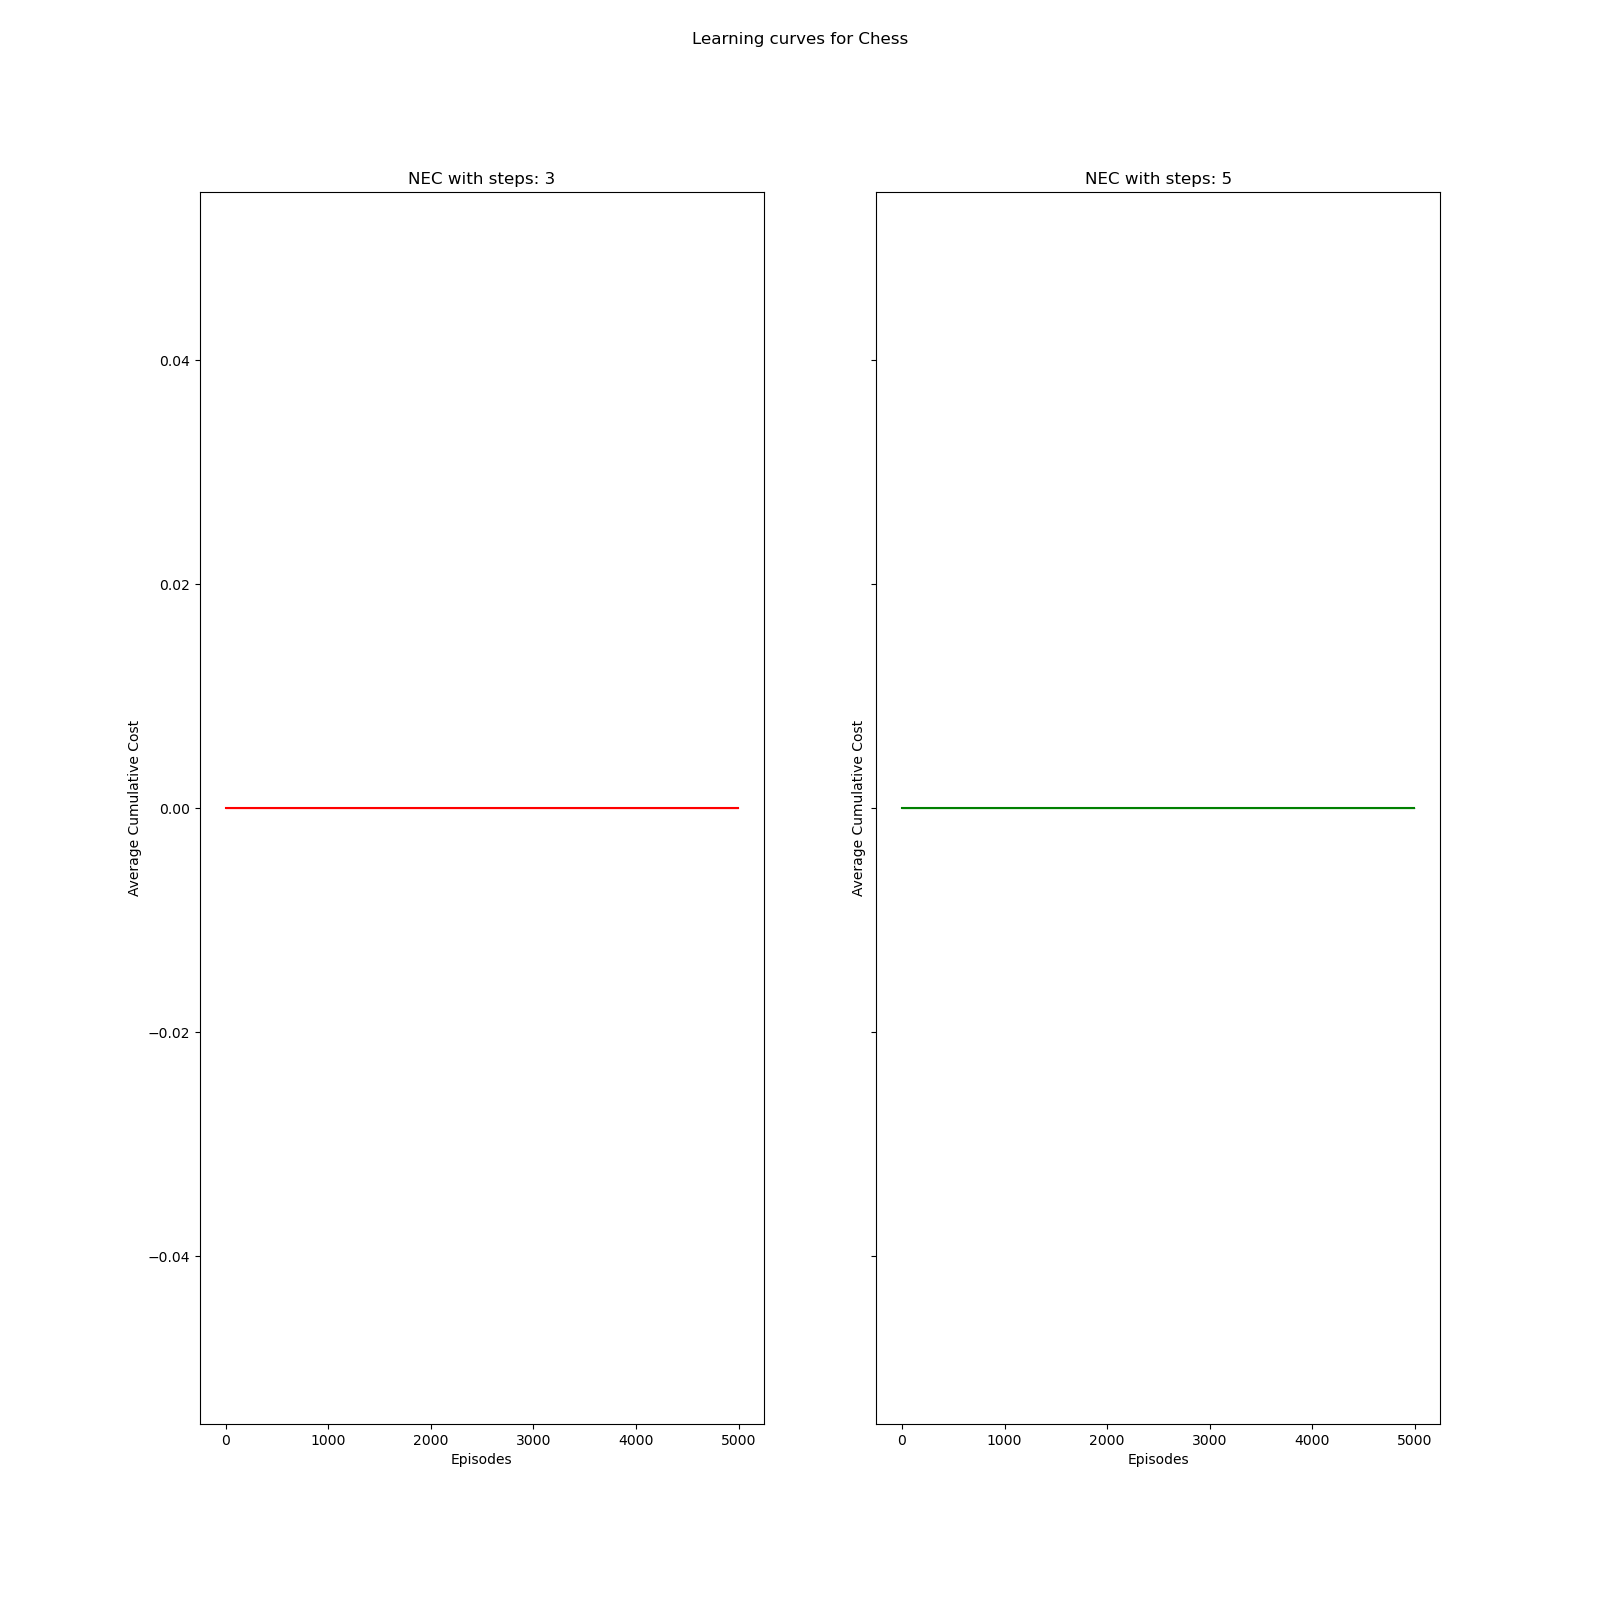 Learning curves for Chess
NEC with steps: 3
0.04
0.02
0.00
−0.02
−0.04
Average Cumulative Cost
0 1000 2000 3000 4000 5000
Episodes
NEC with steps: 5
Average Cumulative Cost
0 1000 2000 3000 4000 5000
Episodes